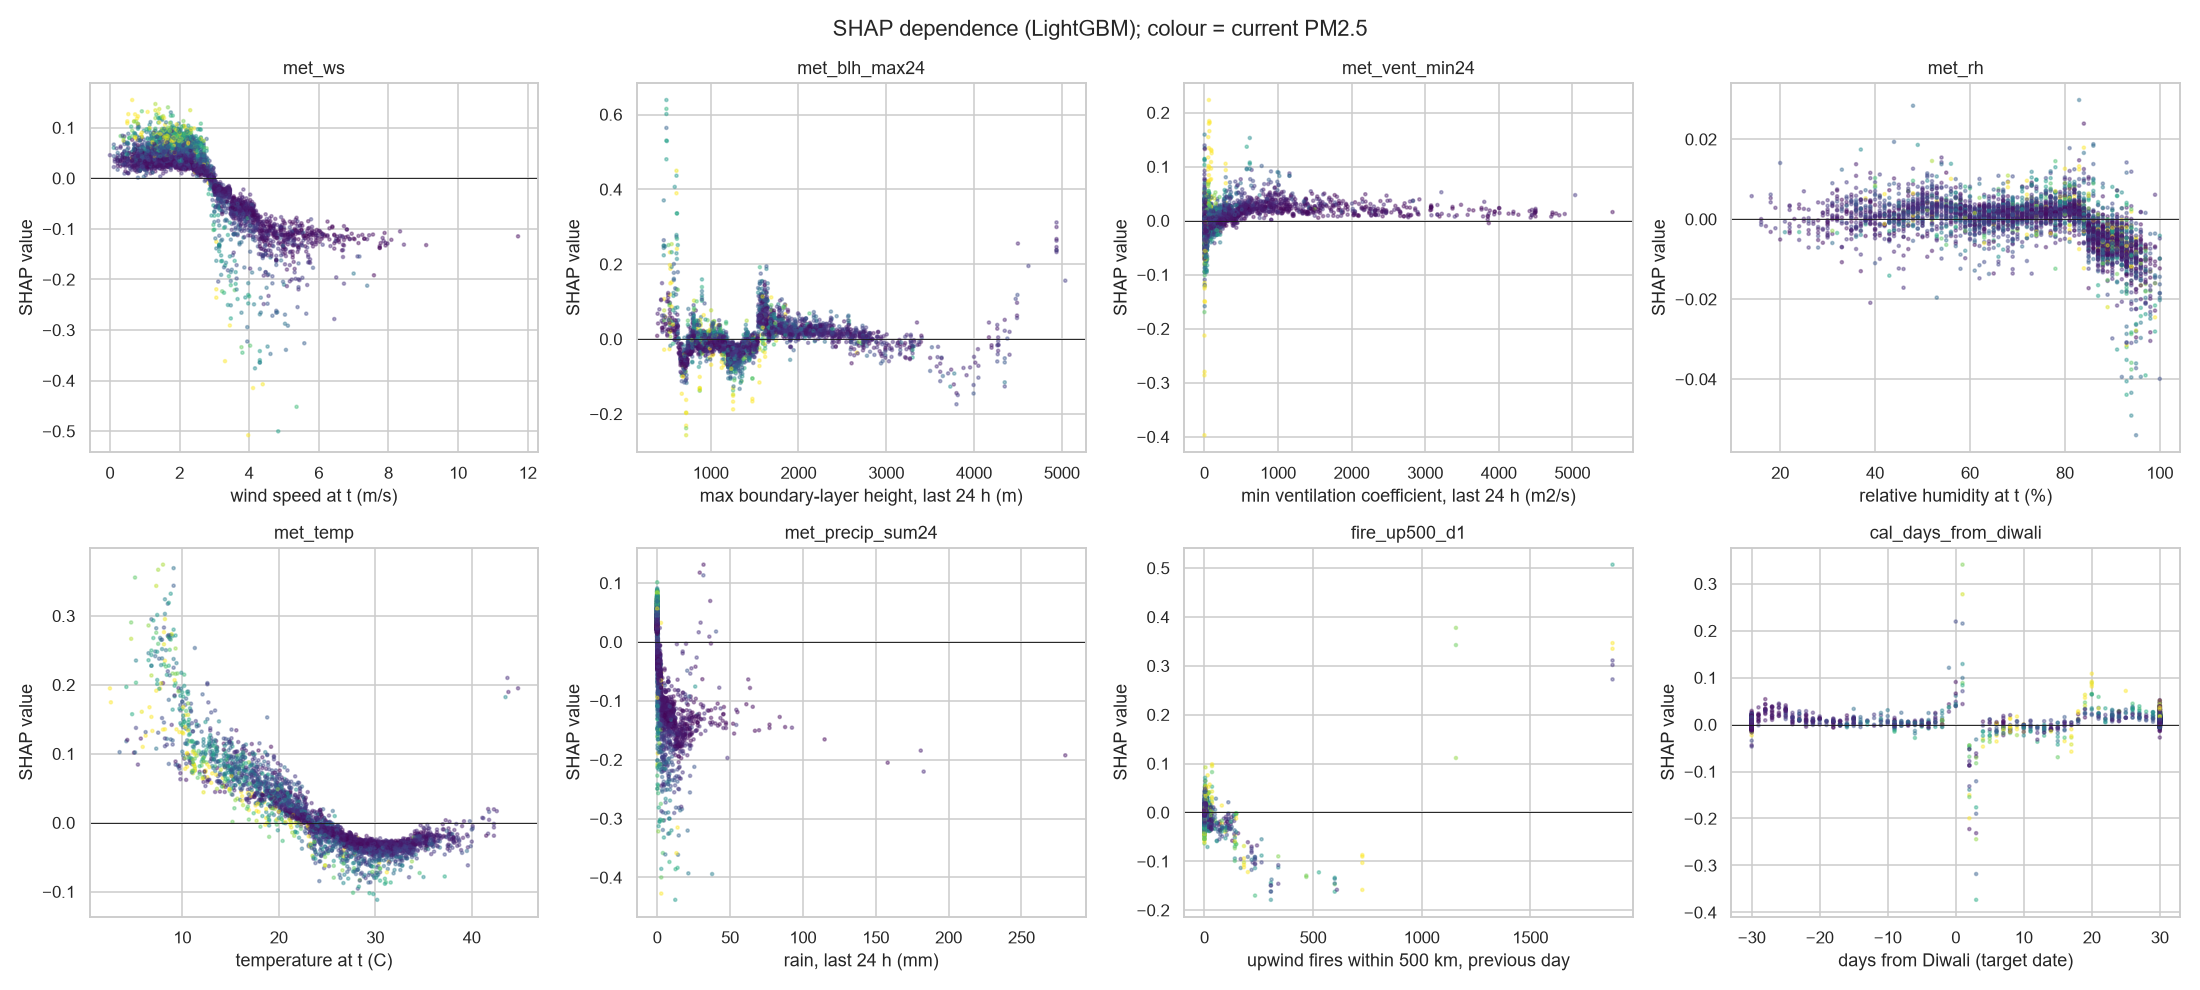 SHAP dependence (LightGBM); colour = current PM2.5
met_ws
0.1
0.0
−0.1
−0.2
−0.3
−0.4
−0.5
SHAP value
0 2 4 6 8 10 12
wind speed at t (m/s)
met_blh_max24
0.6
0.4
0.2
0.0
−0.2
SHAP value
1000 2000 3000 4000 5000
max boundary-layer height, last 24 h (m)
met_vent_min24
0.2
0.1
0.0
−0.1
−0.2
−0.3
−0.4
SHAP value
0 1000 2000 3000 4000 5000
min ventilation coefficient, last 24 h (m2/s)
met_rh
0.02
0.00
−0.02
−0.04
SHAP value
20 40 60 80 100
relative humidity at t (%)
met_temp
0.3
0.2
0.1
0.0
−0.1
SHAP value
10 20 30 40
temperature at t (C)
met_precip_sum24
0.1
0.0
−0.1
−0.2
−0.3
−0.4
SHAP value
0 50 100 150 200 250
rain, last 24 h (mm)
fire_up500_d1
0.5
0.4
0.3
0.2
0.1
0.0
−0.1
−0.2
SHAP value
0 500 1000 1500
upwind fires within 500 km, previous day
cal_days_from_diwali
0.3
0.2
0.1
0.0
−0.1
−0.2
−0.3
−0.4
SHAP value
−30 −20 −10 0 10 20 30
days from Diwali (target date)